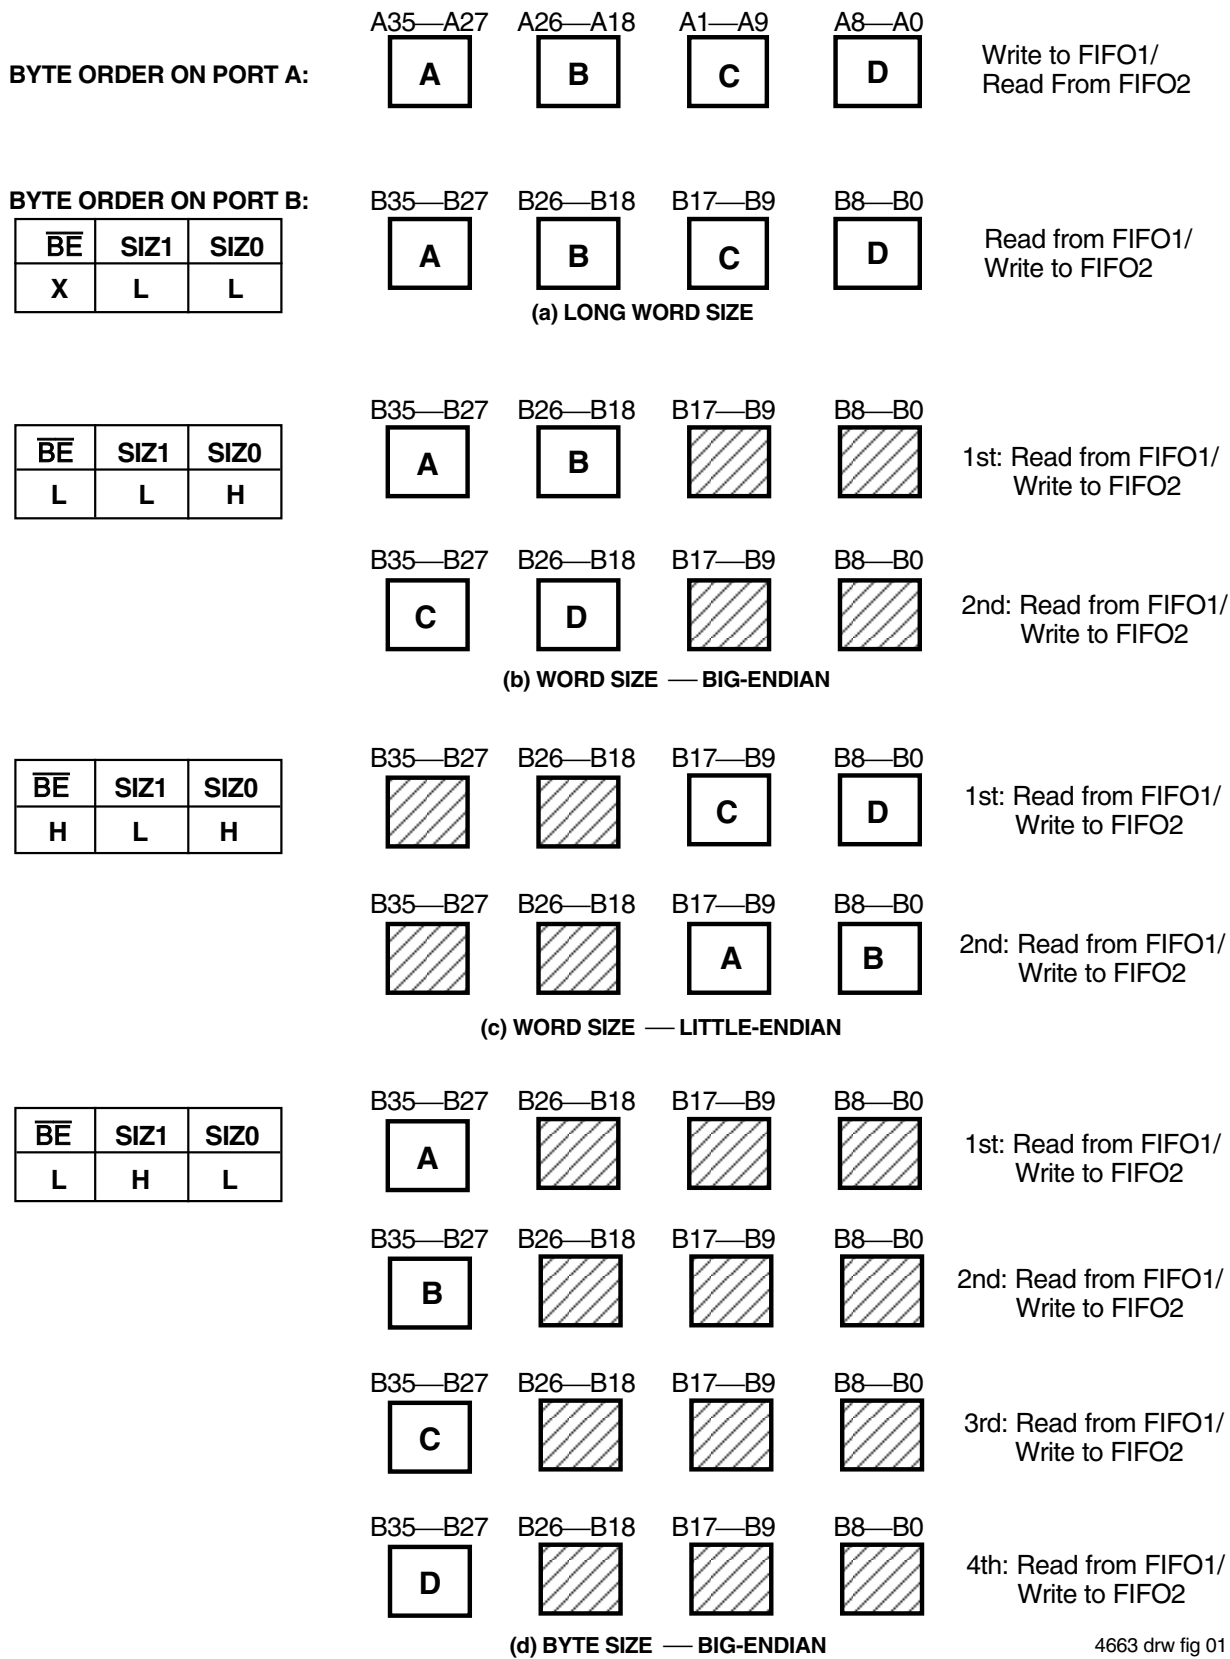 A35—A27 A26—A18 A1—A9 A8—A0
BYTE ORDER ON PORT A:
A B C D
Write to FIFO1/
Read From FIFO2
BYTE ORDER ON PORT B:
B35—B27 B26—B18 B17—B9 B8—B0
BE SIZ1 SIZ0
X L L
A B C D
Read from FIFO1/
Write to FIFO2
(a) LONG WORD SIZE
B35—B27 B26—B18 B17—B9 B8—B0
BE SIZ1 SIZ0
L L H
A B
1st: Read from FIFO1/
Write to FIFO2
B35—B27 B26—B18 B17—B9 B8—B0
C D
2nd: Read from FIFO1/
Write to FIFO2
(b) WORD SIZE — BIG-ENDIAN
B35—B27 B26—B18 B17—B9 B8—B0
BE SIZ1 SIZ0
H L H
C D
1st: Read from FIFO1/
Write to FIFO2
B35—B27 B26—B18 B17—B9 B8—B0
A B
2nd: Read from FIFO1/
Write to FIFO2
(c) WORD SIZE — LITTLE-ENDIAN
B35—B27 B26—B18 B17—B9 B8—B0
BE SIZ1 SIZ0
L H L
A
1st: Read from FIFO1/
Write to FIFO2
B35—B27 B26—B18 B17—B9 B8—B0
B
2nd: Read from FIFO1/
Write to FIFO2
B35—B27 B26—B18 B17—B9 B8—B0
C
3rd: Read from FIFO1/
Write to FIFO2
B35—B27 B26—B18 B17—B9 B8—B0
D
4th: Read from FIFO1/
Write to FIFO2
(d) BYTE SIZE — BIG-ENDIAN
4663 drw fig 01